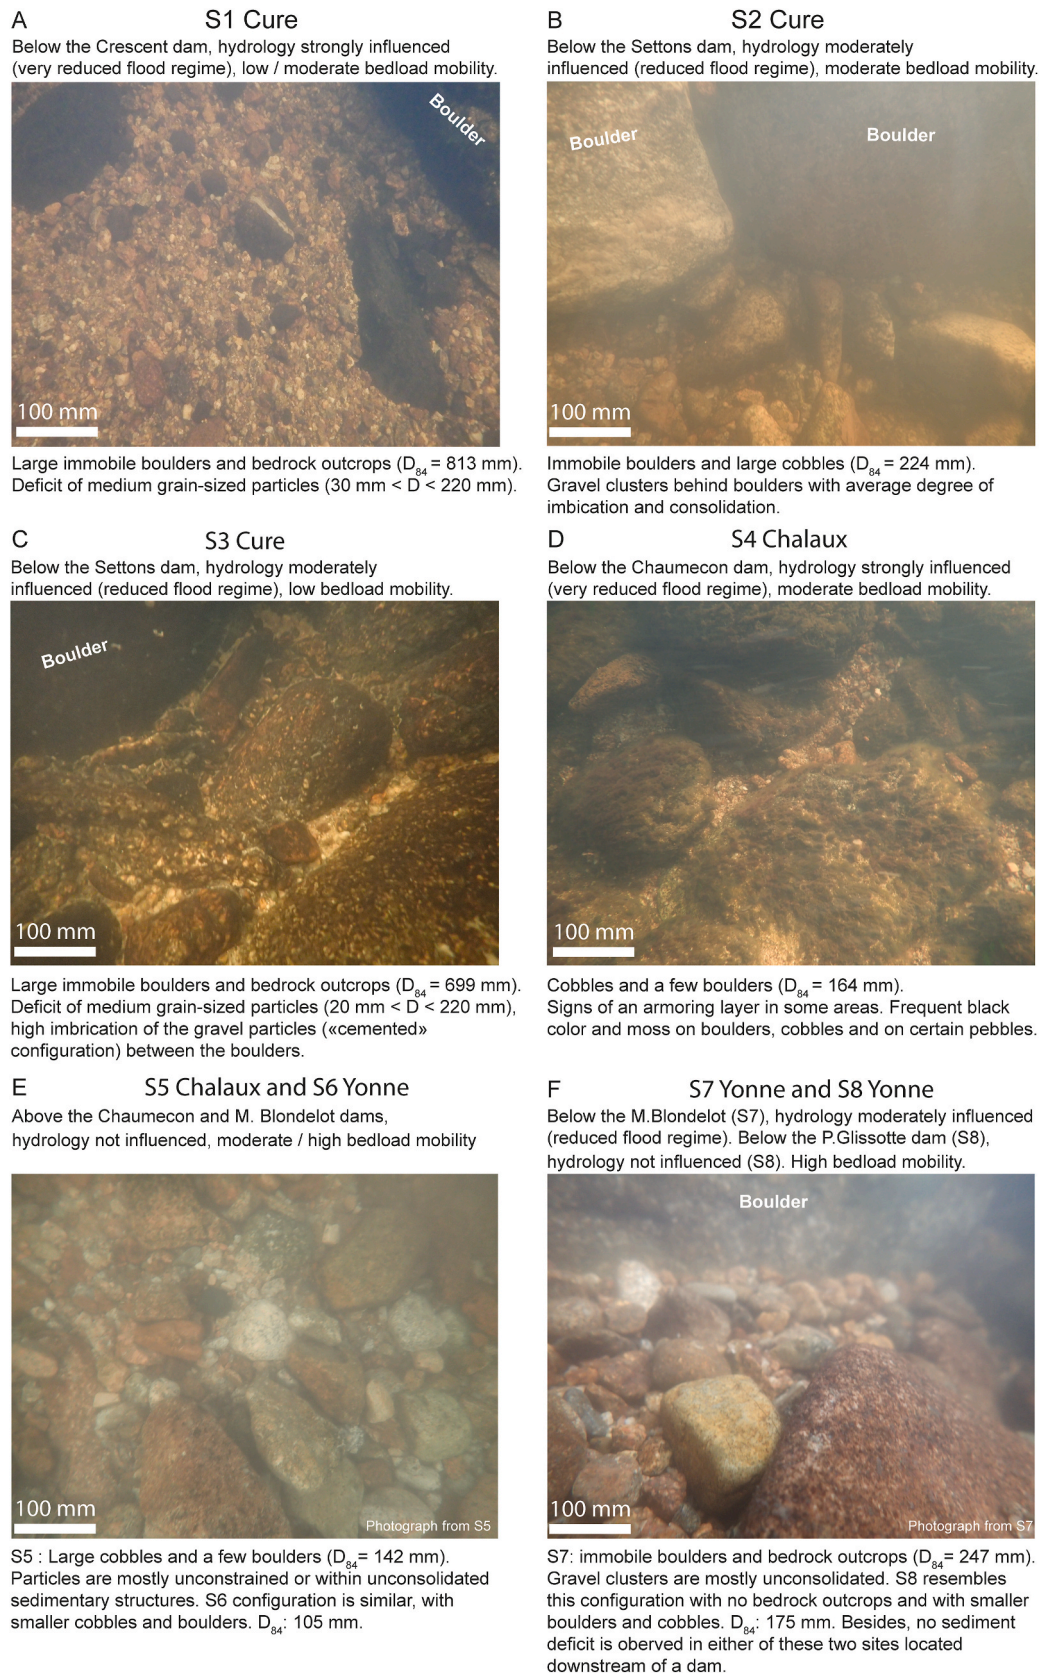 A S1 Cure
Below the Crescent dam, hydrology strongly influenced
(very reduced flood regime), low / moderate bedload mobility.
Boulder
100 mm
Large immobile boulders and bedrock outcrops (D84 = 813 mm).
Deficit of medium grain-sized particles (30 mm < D < 220 mm).
B S2 Cure
Below the Settons dam, hydrology moderately
influenced (reduced flood regime), moderate bedload mobility.
Boulder
Boulder
100 mm
Immobile boulders and large cobbles (D84 = 224 mm).
Gravel clusters behind boulders with average degree of
imbication and consolidation.
C S3 Cure
Below the Settons dam, hydrology moderately
influenced (reduced flood regime), low bedload mobility.
Boulder
100 mm
Large immobile boulders and bedrock outcrops (D84 = 699 mm).
Deficit of medium grain-sized particles (20 mm < D < 220 mm),
high imbrication of the gravel particles («cemented»
configuration) between the boulders.
D S4 Chalaux
Below the Chaumecon dam, hydrology strongly influenced
(very reduced flood regime), moderate bedload mobility.
100 mm
Cobbles and a few boulders (D84 = 164 mm).
Signs of an armoring layer in some areas. Frequent black
color and moss on boulders, cobbles and on certain pebbles.
E S5 Chalaux and S6 Yonne
Above the Chaumecon and M. Blondelot dams,
hydrology not influenced, moderate / high bedload mobility
100 mm
Photograph from S5
S5 : Large cobbles and a few boulders (D84= 142 mm).
Particles are mostly unconstrained or within unconsolidated
sedimentary structures. S6 configuration is similar, with
smaller cobbles and boulders. D84: 105 mm.
F S7 Yonne and S8 Yonne
Below the M.Blondelot (S7), hydrology moderately influenced
(reduced flood regime). Below the P.Glissotte dam (S8),
hydrology not influenced (S8). High bedload mobility.
Boulder
100 mm
Photograph from S7
S7: immobile boulders and bedrock outcrops (D84= 247 mm).
Gravel clusters are mostly unconsolidated. S8 resembles
this configuration with no bedrock outcrops and with smaller
boulders and cobbles. D84: 175 mm. Besides, no sediment
deficit is oberved in either of these two sites located
downstream of a dam.